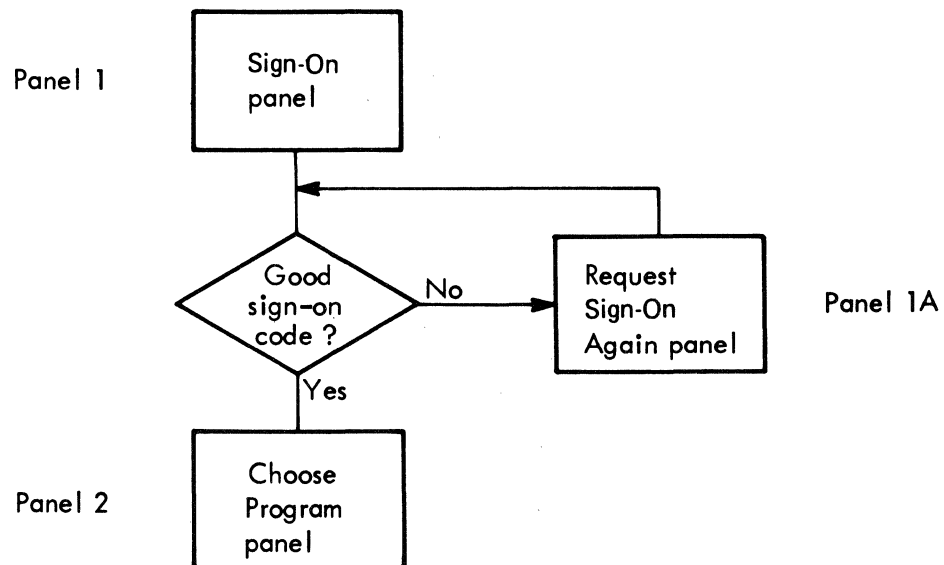 Panel 1
Sign-On
panel
Good
sign-on
code ?
No
Request
Sign-On
Again panel
Panel 1A
Yes
Panel 2
Choose
Program
panel